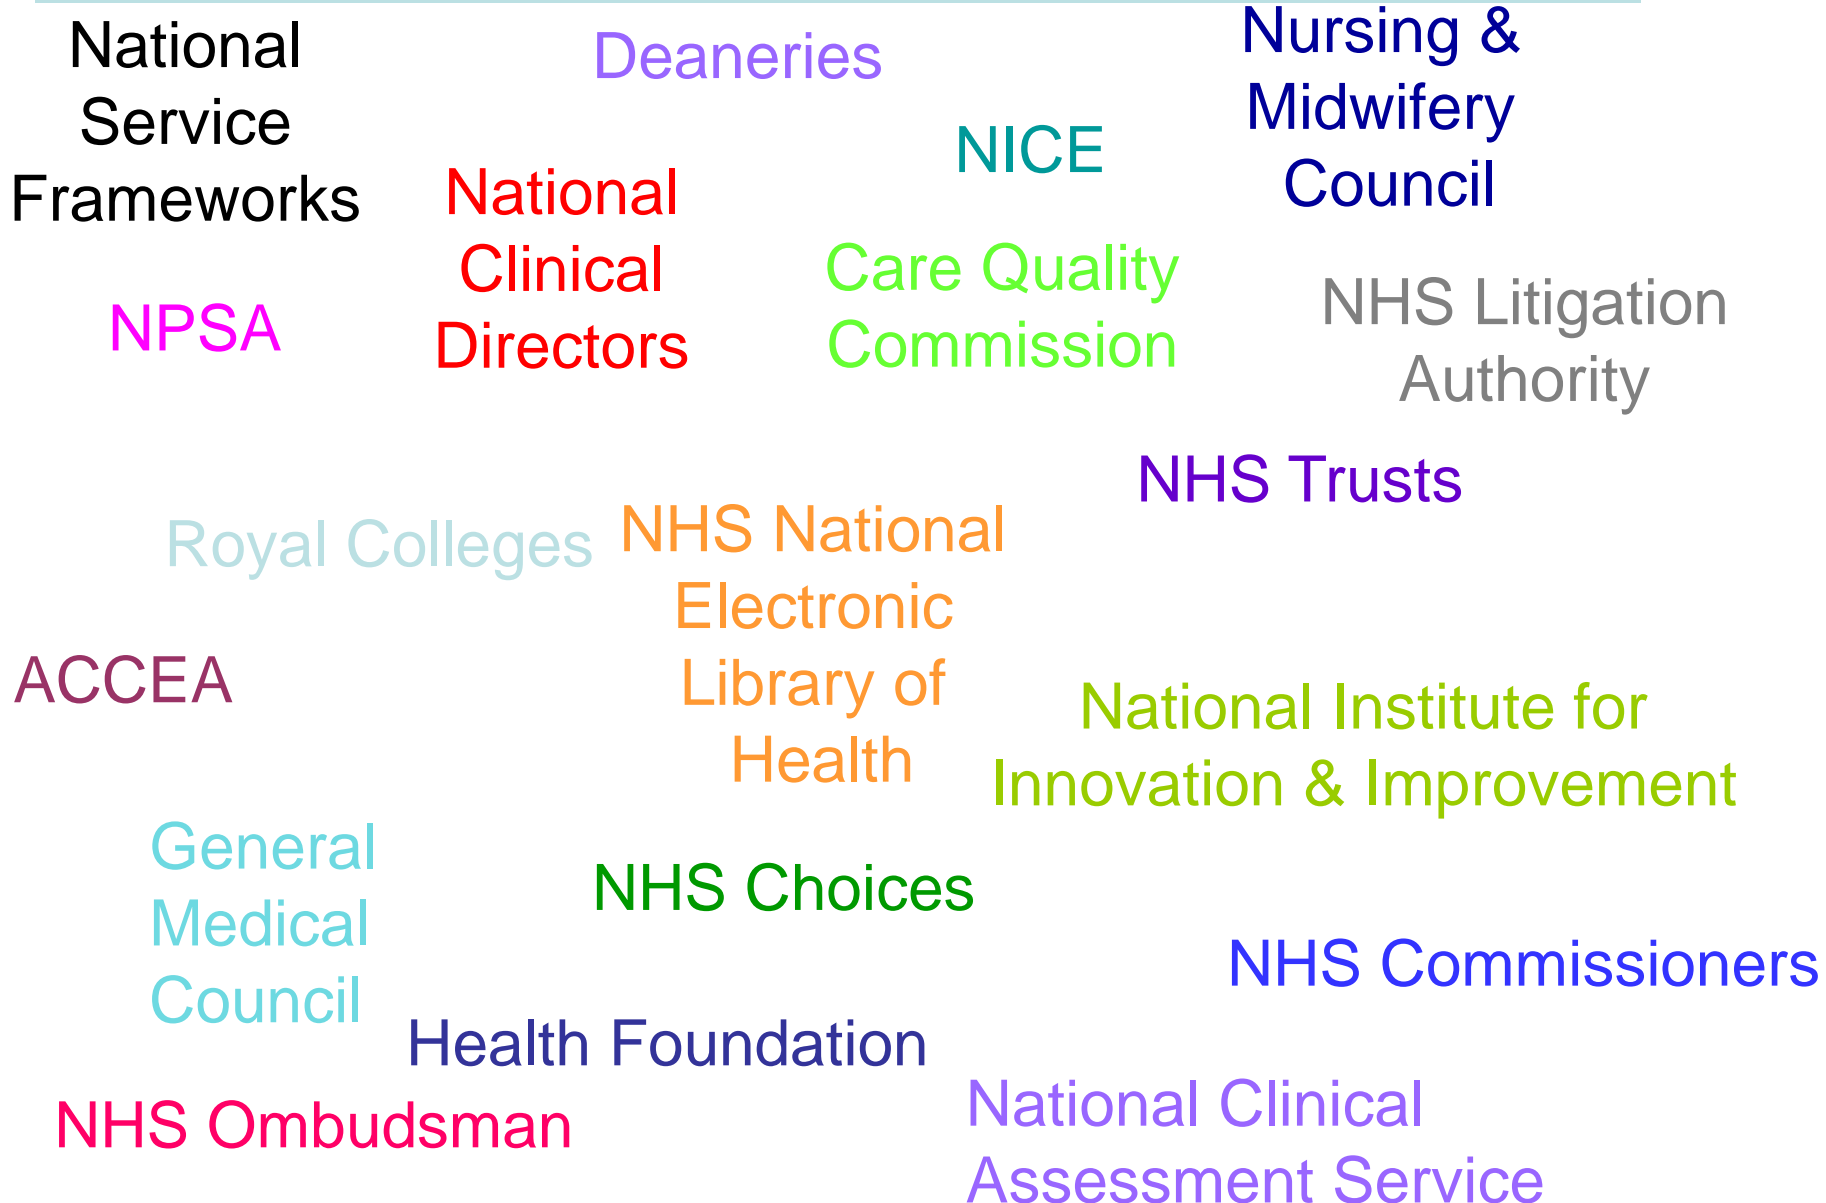 National
Service
Frameworks
Deaneries
Nursing &
Midwifery
Council
NICE
National
Clinical
Directors
Care Quality
Commission
NHS Litigation
Authority
NPSA
NHS Trusts
Royal Colleges
NHS National
Electronic
Library of
Health
ACCEA
National Institute for
Innovation & Improvement
General
Medical
Council
NHS Choices
NHS Commissioners
Health Foundation
NHS Ombudsman
National Clinical
Assessment Service